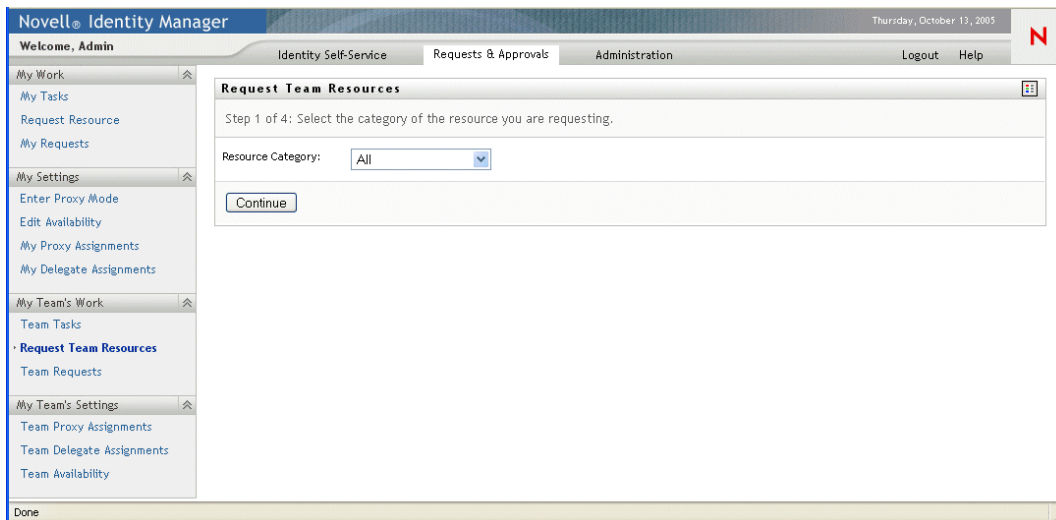 Novell® Identity Manager
Thursday, October 13, 2005
N
Welcome, Admin
Identity Self-Service
Requests & Approvals
Administration
Logout
Help
My Work
My Tasks
Request Resource
My Requests
My Settings
Enter Proxy Mode
Edit Availability
My Proxy Assignments
My Delegate Assignments
My Team's Work
Team Tasks
Request Team Resources
Team Requests
My Team's Settings
Team Proxy Assignments
Team Delegate Assignments
Team Availability
Request Team Resources
Step 1 of 4: Select the category of the resource you are requesting.
Resource Category: All
Continue
Done